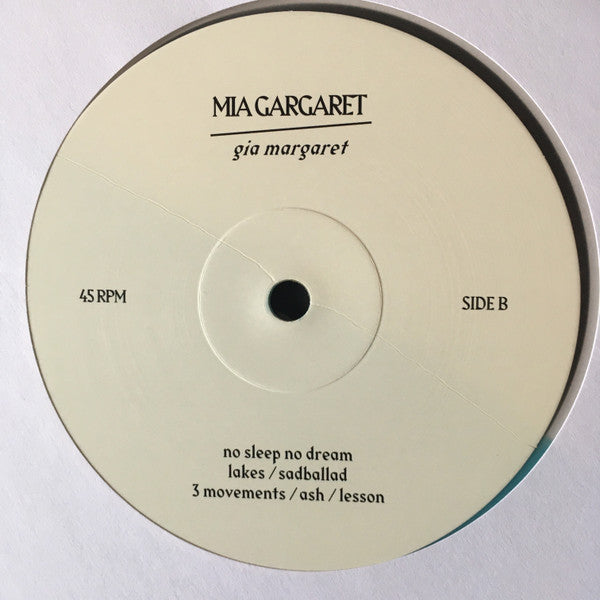 MIA GARGARET
gia margaret
45 RPM
SIDE B
no sleep no dream
lakes / sadballad
3 movements / ash / lesson